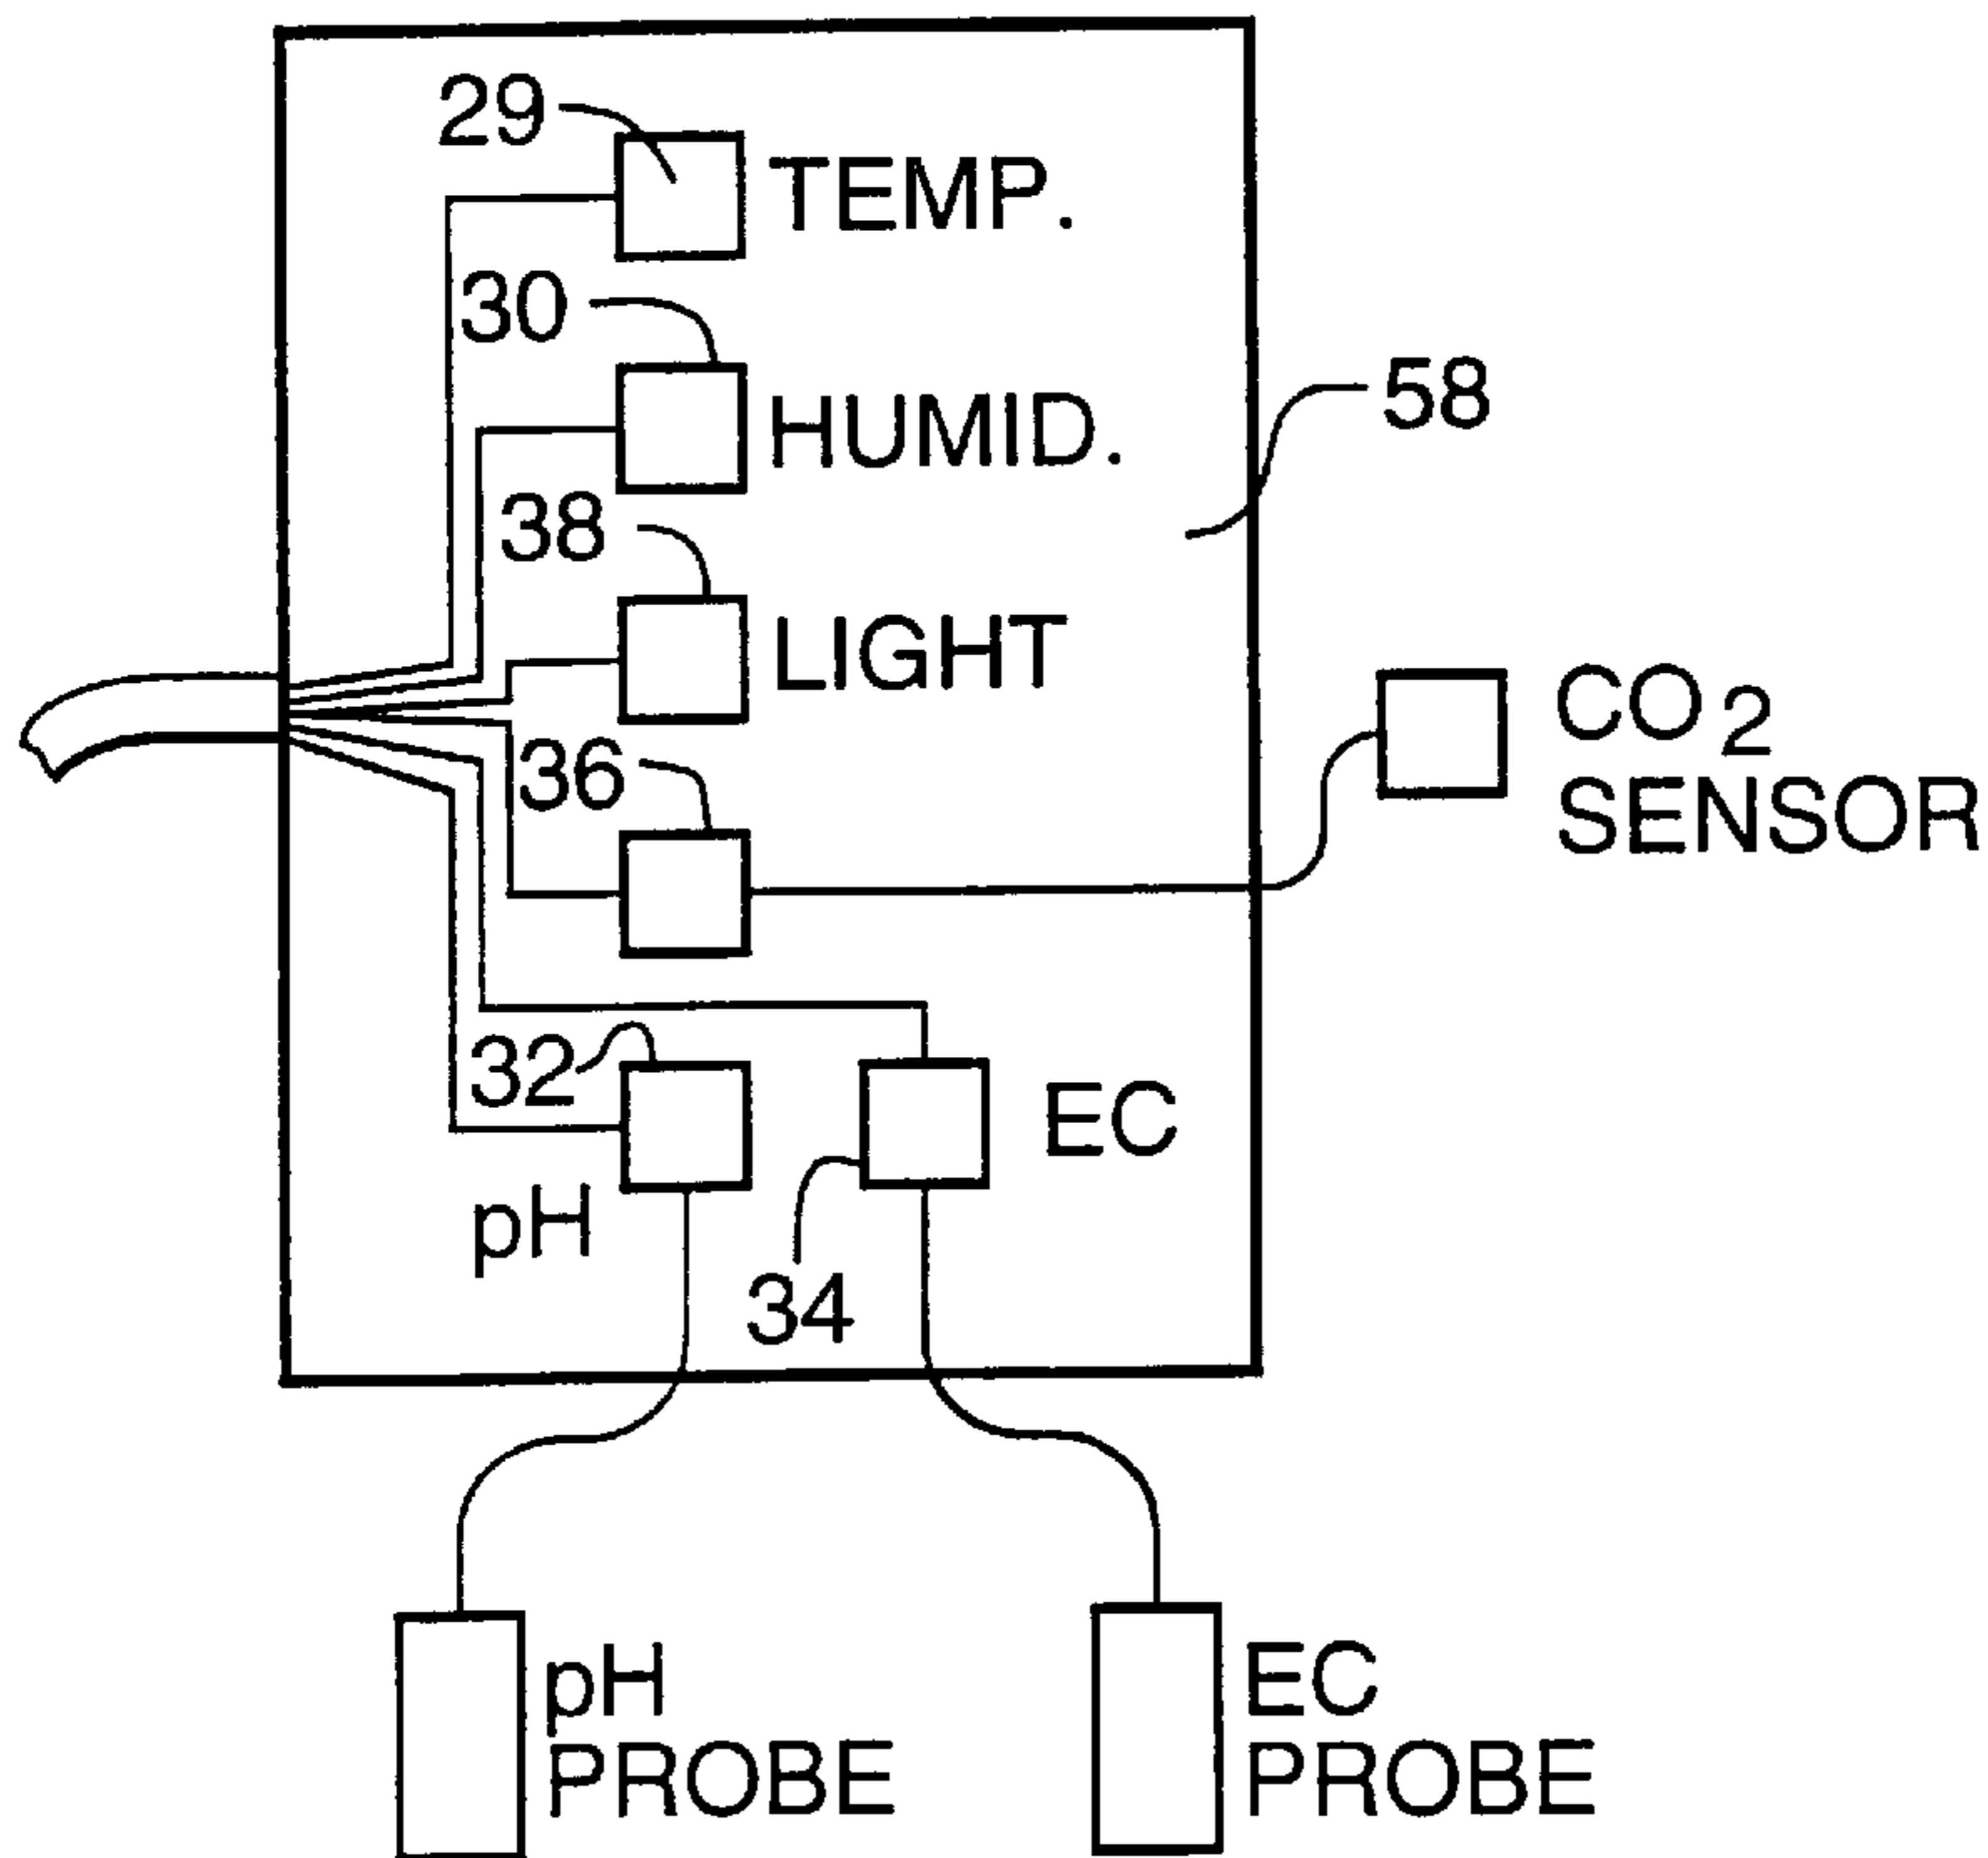 29
TEMP.
30
HUMID.
58
38
LIGHT
CO2
SENSOR
36
32
EC
pH
34
pH
PROBE
EC
PROBE